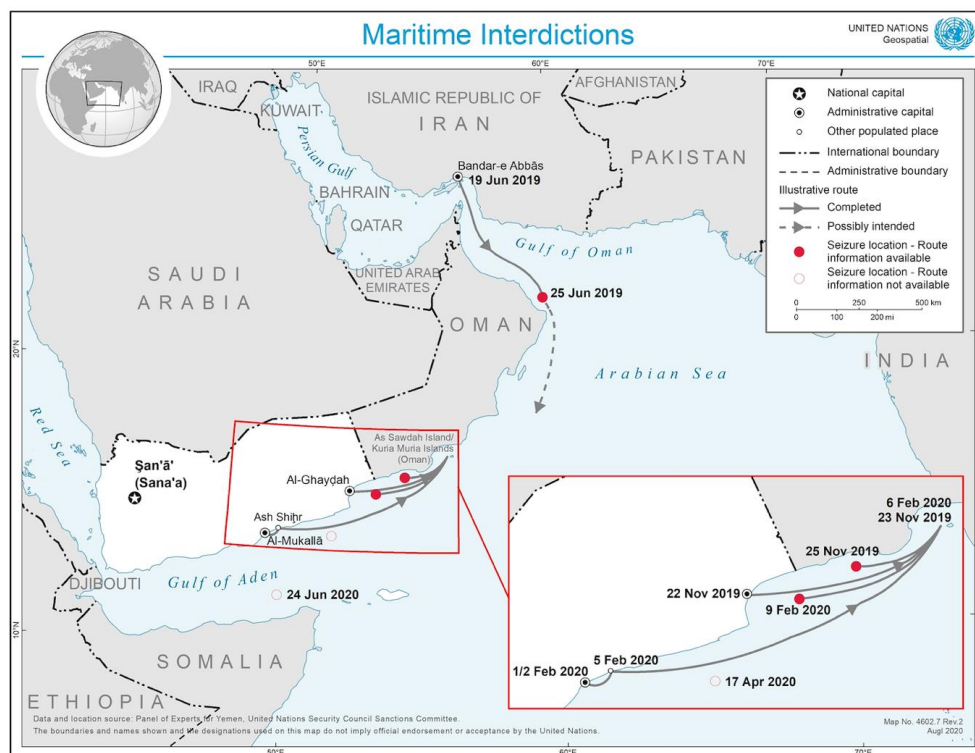 Maritime Interdictions
UNITED NATIONS
Geospatial
50°E
60°E
70°E
IRAQ
KUWAIT
ISLAMIC REPUBLIC OF
IRAN
AFGHANISTAN
PAKISTAN
Persian Gulf
Bandar-e Abbās
19 Jun 2019
BAHRAIN
QATAR
Gulf of Oman
UNITED ARAB
EMIRATES
SAUDI
ARABIA
25 Jun 2019
OMAN
INDIA
20°N
Arabian Sea
Red Sea
National capital
Administrative capital
Other populated place
International boundary
Administrative boundary
Illustrative route
Completed
Possibly intended
Seizure location - Route
information available
Seizure location - Route
information not available
0 250 500 km
0 100 200 mi
Şan'ā'
(Sana'a)
As Sawdah Island/
Kuria Muria Islands
(Oman)
Al-Ghayḑah
Ash Shiḩr
Al-Mukallā
DJIBOUTI
Gulf of Aden
24 Jun 2020
10°N
SOMALIA
ETHIOPIA
6 Feb 2020
23 Nov 2019
25 Nov 2019
22 Nov 2019
9 Feb 2020
5 Feb 2020
1/2 Feb 2020
17 Apr 2020
Data and location source: Panel of Experts for Yemen, United Nations Security Council Sanctions Committee.
The boundaries and names shown and the designations used on this map do not imply official endorsement or acceptance by the United Nations.
Map No. 4602.7 Rev.2
Augl 2020
50°E
60°E
70°E